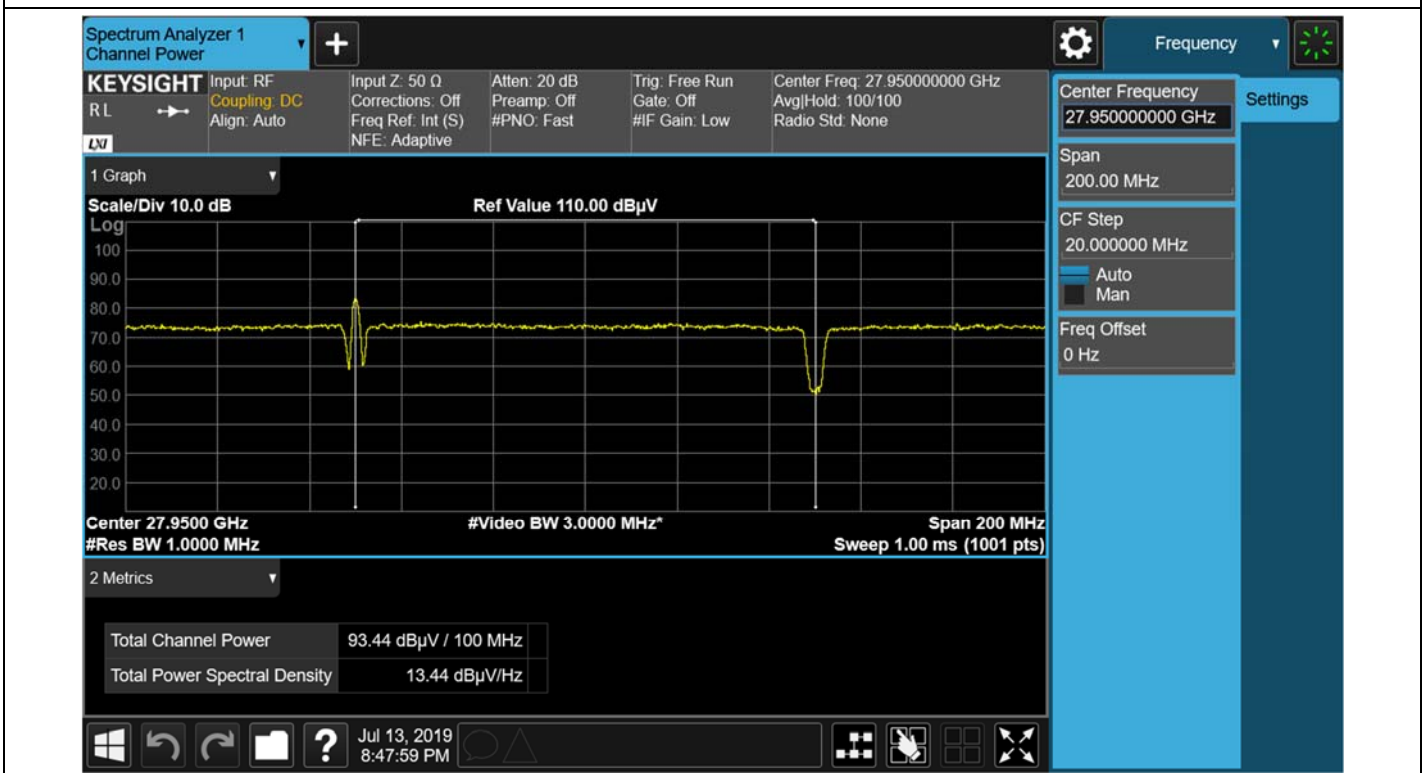 Spectrum Analyzer 1
Channel Power
+
Frequency
KEYSIGHT
R L
LXI
Input: RF
Coupling: DC
Align: Auto
Input Z: 50 Ω
Corrections: Off
Freq Ref: Int (S)
NFE: Adaptive
Atten: 20 dB
Preamp: Off
#PNO: Fast
Trig: Free Run
Gate: Off
#IF Gain: Low
Center Freq: 27.950000000 GHz
Avg|Hold: 100/100
Radio Std: None
Center Frequency
27.950000000 GHz
Settings
Span
200.00 MHz
CF Step
20.000000 MHz
Auto
Man
Freq Offset
0 Hz
1 Graph
Scale/Div 10.0 dB
Ref Value 110.00 dBµV
Log
100
90.0
80.0
70.0
60.0
50.0
40.0
30.0
20.0
Center 27.9500 GHz
#Video BW 3.0000 MHz*
Span 200 MHz
#Res BW 1.0000 MHz
Sweep 1.00 ms (1001 pts)
2 Metrics
Total Channel Power 93.44 dBµV / 100 MHz
Total Power Spectral Density 13.44 dBµV/Hz
?
Jul 13, 2019
8:47:59 PM